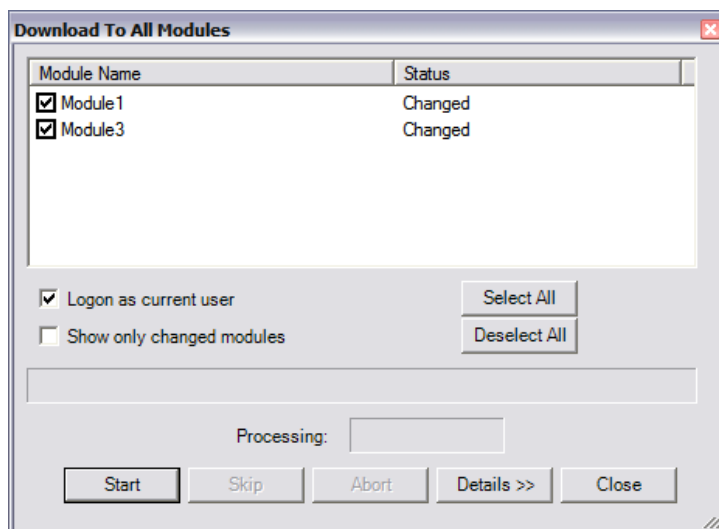 Download To All Modules
Module Name Status
Module1 Changed
Module3 Changed
Logon as current user Select All
Show only changed modules Deselect All
Processing:
Start Skip Abort Details >> Close